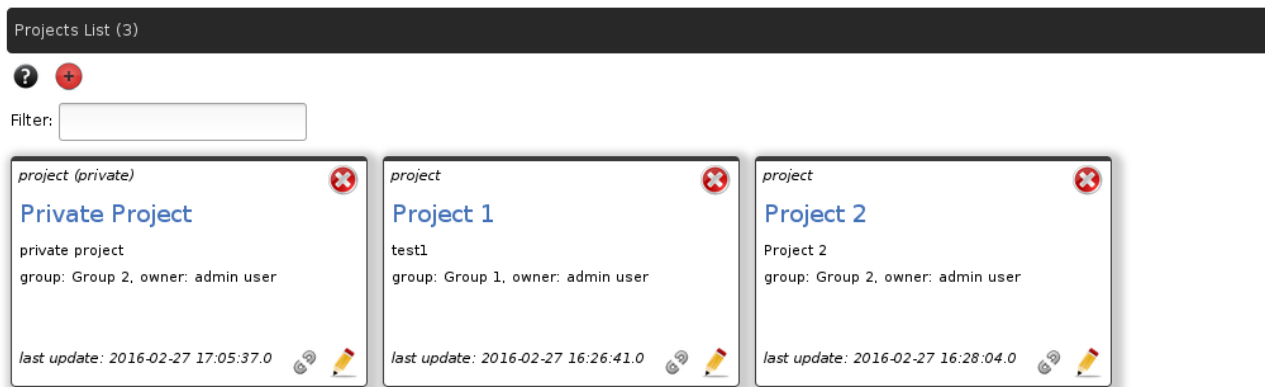 Projects List (3)
?
Filter:
project (private)
Private Project
private project
group: Group 2, owner: admin user
last update: 2016-02-27 17:05:37.0
project
Project 1
test1
group: Group 1, owner: admin user
last update: 2016-02-27 16:26:41.0
project
Project 2
Project 2
group: Group 2, owner: admin user
last update: 2016-02-27 16:28:04.0